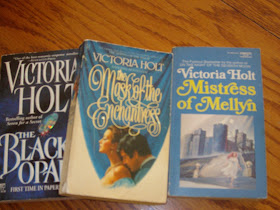 VICTORIA
HOLT
Bestselling author of
THE
BLACK
OPA
FIRST TIME IN PAPER
VICTORIA HOLT
the
Mask of the
Enchantress
Victoria Holt
Mistress
of Mellyn